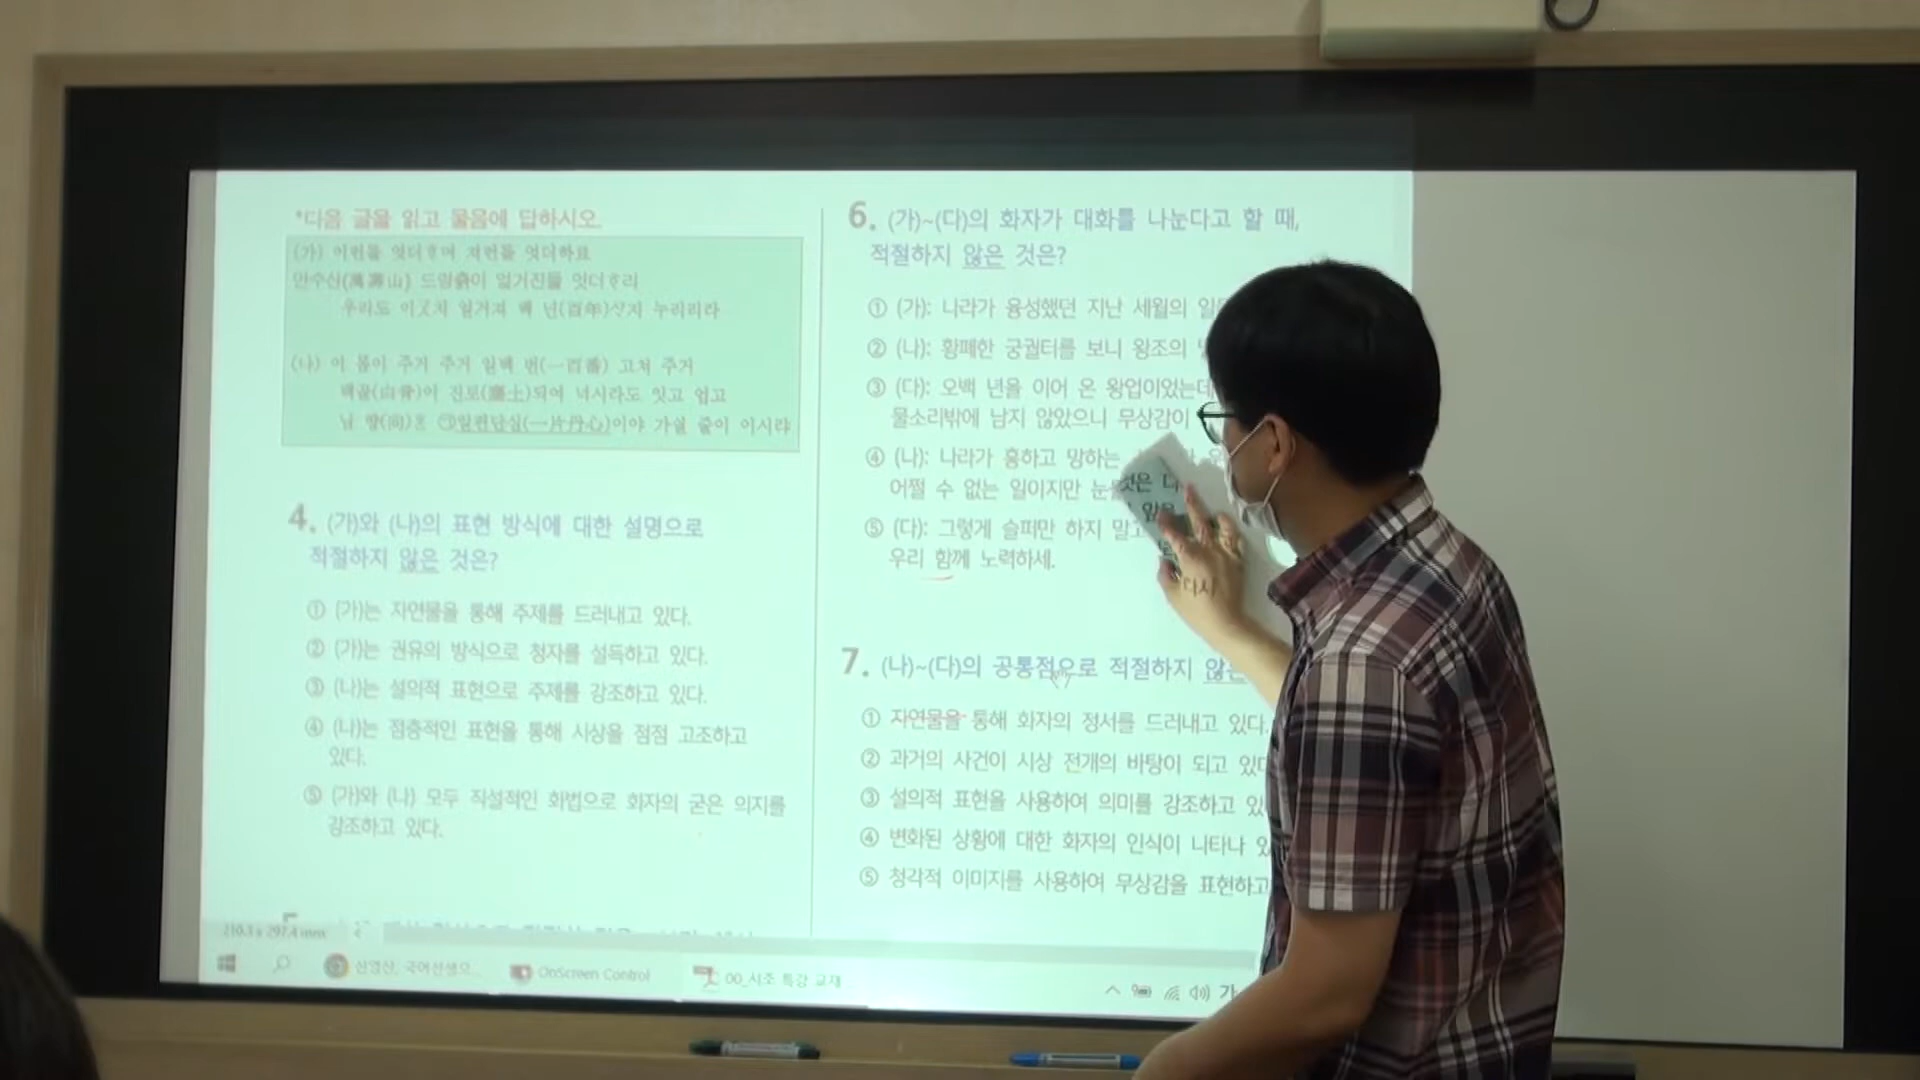 *다음 글을 읽고 물음에 답하시오.
(가) 이런들 엇더ᄒᆞ며 져런들 엇더하료
만수산(萬壽山) 드렁츩이 얼거진들 엇더ᄒᆞ리
우리도 이ᄀᆞ치 얼거져 백 년(百年)ᄭᆞ지 누리리라
(나) 이 몸이 주거 주거 일백 번(一百番) 고쳐 주거
백골(白骨)이 진토(塵土)되여 넉시라도 잇고 업고
님 향(向)ᄒᆞᆫ ㉠일편단심(一片丹心)이야 가싈 줄이 이시랴
4. (가)와 (나)의 표현 방식에 대한 설명으로
적절하지 않은 것은?
① (가)는 자연물을 통해 주제를 드러내고 있다.
② (가)는 권유의 방식으로 청자를 설득하고 있다.
③ (나)는 설의적 표현으로 주제를 강조하고 있다.
④ (나)는 점층적인 표현을 통해 시상을 점점 고조하고
있다.
⑤ (가)와 (나) 모두 직설적인 화법으로 화자의 굳은 의지를
강조하고 있다.
6. (가)~(다)의 화자가 대화를 나눈다고 할 때,
적절하지 않은 것은?
① (가): 나라가 융성했던 지난 세월의
② (나): 황폐한 궁궐터를 보니 왕조의
③ (다): 오백 년을 이어 온 왕업이었는데
물소리밖에 남지 않았으니 무상감이
④ (나): 나라가 흥하고 망하는
어쩔 수 없는 일이지만
⑤ (다): 그렇게 슬퍼만 하지 말고 다시
우리 함께 노력하세.
7. (나)~(다)의 공통점으로 적절하지 않은
① 자연물을 통해 화자의 정서를 드러내고 있다.
② 과거의 사건이 시상 전개의 바탕이 되고 있다
③ 설의적 표현을 사용하여 의미를 강조하고 있
④ 변화된 상황에 대한 화자의 인식이 나타나 있
⑤ 청각적 이미지를 사용하여 무상감을 표현하고
210.3 x 297.4 mm
OnScreen Control
00_시조 특강 교재
가